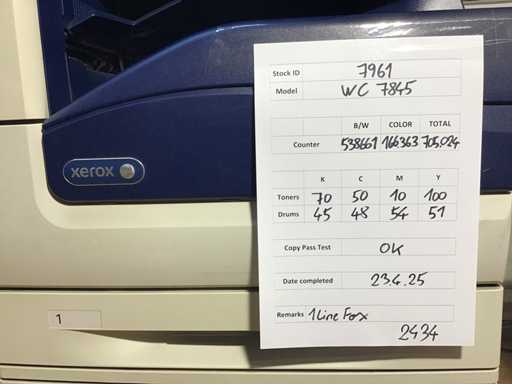 Stock ID 7961
Model WC 7845
B/W COLOR TOTAL
Counter 538661 166363 705,024
K C M Y
Toners 70 50 10 100
Drums 45 48 54 51
Copy Pass Test OK
Date completed 23.4.25
Remarks 1 Line Fax
2434
xerox
1